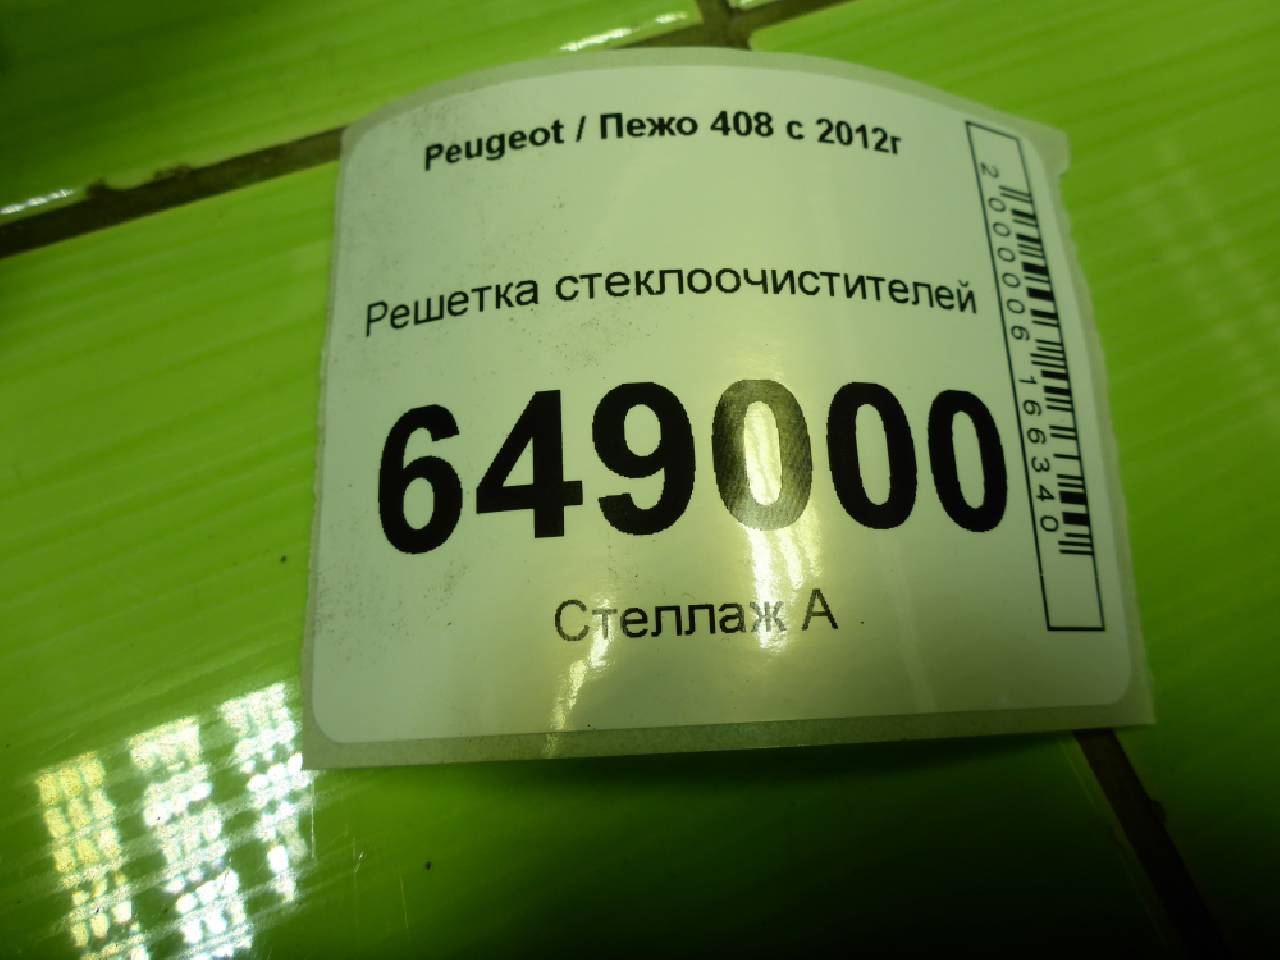 Peugeot / Пежо 408 с 2012г
Решетка стеклоочистителей
649000
Стеллаж А
2000006166340